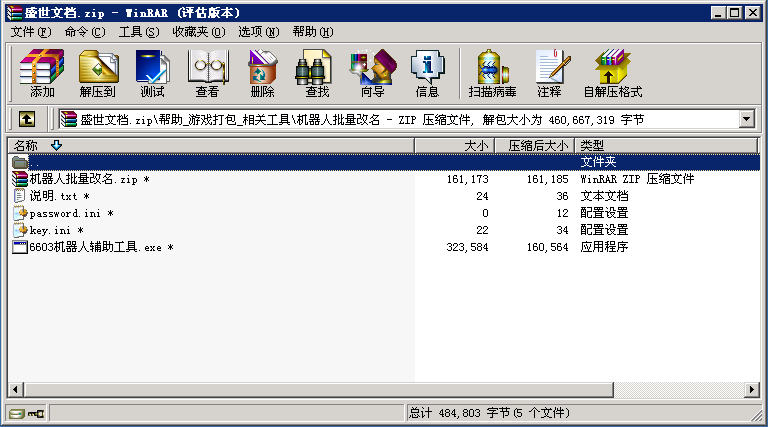 盛世文档.zip - WinRAR (评估版本)
文件(F) 命令(C) 工具(S) 收藏夹(O) 选项(N) 帮助(H)
添加 解压到 测试 查看 删除 查找 向导 信息 扫描病毒 注释 自解压格式
盛世文档.zip\帮助_游戏打包_相关工具\机器人批量改名 - ZIP 压缩文件, 解包大小为 460,667,319 字节
名称 大小 压缩后大小 类型
.. 文件夹
机器人批量改名.zip * 161,173 161,185 WinRAR ZIP 压缩文件
说明.txt * 24 36 文本文档
password.ini * 0 12 配置设置
key.ini * 22 34 配置设置
6603机器人辅助工具.exe * 323,584 160,564 应用程序
总计 484,803 字节(5 个文件)